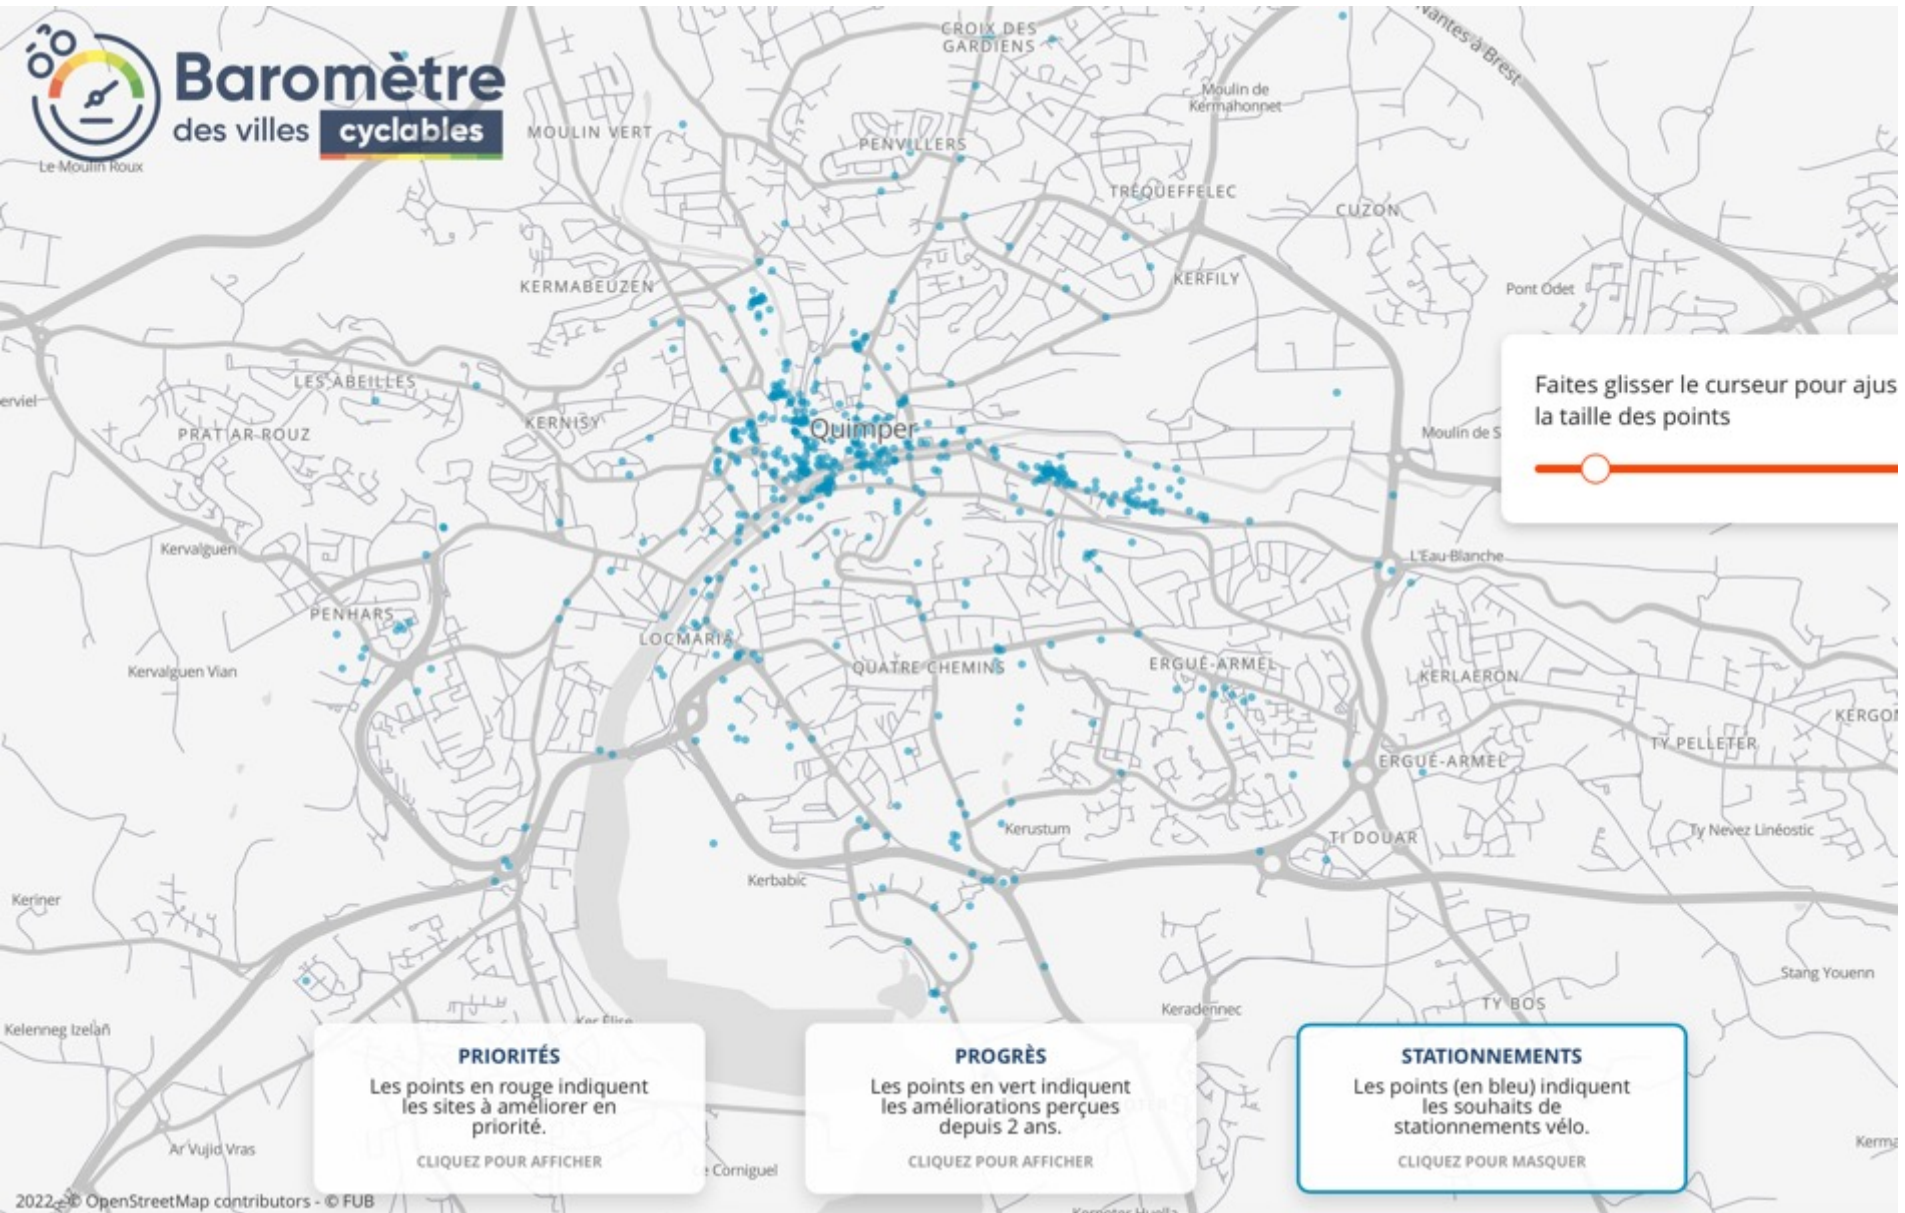 Baromètre
des villes cyclables
Le Moulin Roux
CROIX DES
GARDIENS
Nantes à Brest
Moulin de
Kermahonnet
MOULIN VERT
PENVILLERS
TRÉQUEFFELEC
CUZON
KERMABEUZEN
KERFILY
Pont Odet
Faites glisser le curseur pour ajus
la taille des points
LES ABEILLES
erviel
KERNISY
Quimper
PRAT AR ROUZ
Moulin de S
Kervalguen
L'Eau Blanche
PENHARS
LOCMARIA
Kervalguen Vian
QUATRE CHEMINS
ERGUÉ-ARMEL
KERLAERON
KERGO
TY PELLETER
ERGUÉ-ARMEL
Kerustum
TI DOUAR
Ty Nevez Linéostic
Kerbabic
Keriner
Stang Youenn
Keradennec
TY BOS
Kelenneg Izelañ
Ker Élise
PRIORITÉS
Les points en rouge indiquent
les sites à améliorer en
priorité.
CLIQUEZ POUR AFFICHER
PROGRÈS
Les points en vert indiquent
les améliorations perçues
depuis 2 ans.
CLIQUEZ POUR AFFICHER
STATIONNEMENTS
Les points (en bleu) indiquent
les souhaits de
stationnements vélo.
CLIQUEZ POUR MASQUER
Ar Vujid Vras
e Corniguel
Kerma
2022 - © OpenStreetMap contributors - © FUB